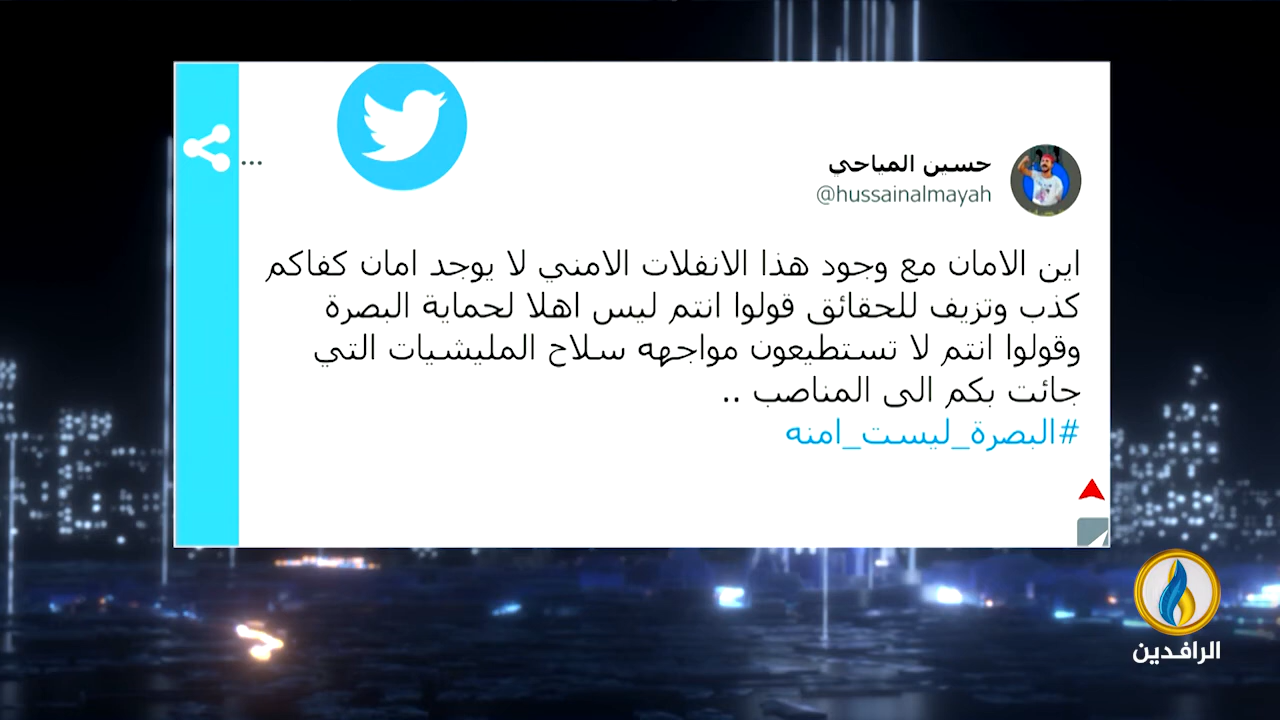 حسين المياحي
@hussainalmayah
اين الامان مع وجود هذا الانفلات الامني لا يوجد امان كفاكم
كذب وتزيف للحقائق قولوا انتم ليس اهلا لحماية البصرة
وقولوا انتم لا تستطيعون مواجهه سلاح المليشيات التي
جائت بكم الى المناصب ..
#البصرة_ليست_امنه
الرافدين